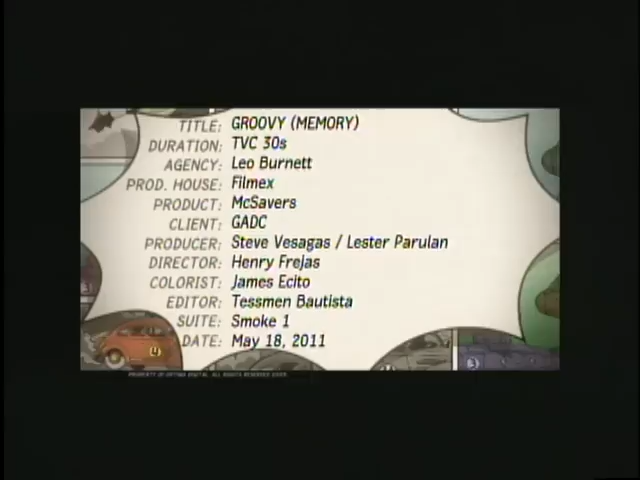 TITLE: GROOVY (MEMORY)
DURATION: TVC 30s
AGENCY: Leo Burnett
PROD. HOUSE: Filmex
PRODUCT: McSavers
CLIENT: GADC
PRODUCER: Steve Vesagas / Lester Parulan
DIRECTOR: Henry Frejas
COLORIST: James Ecito
EDITOR: Tessmen Bautista
SUITE: Smoke 1
DATE: May 18, 2011